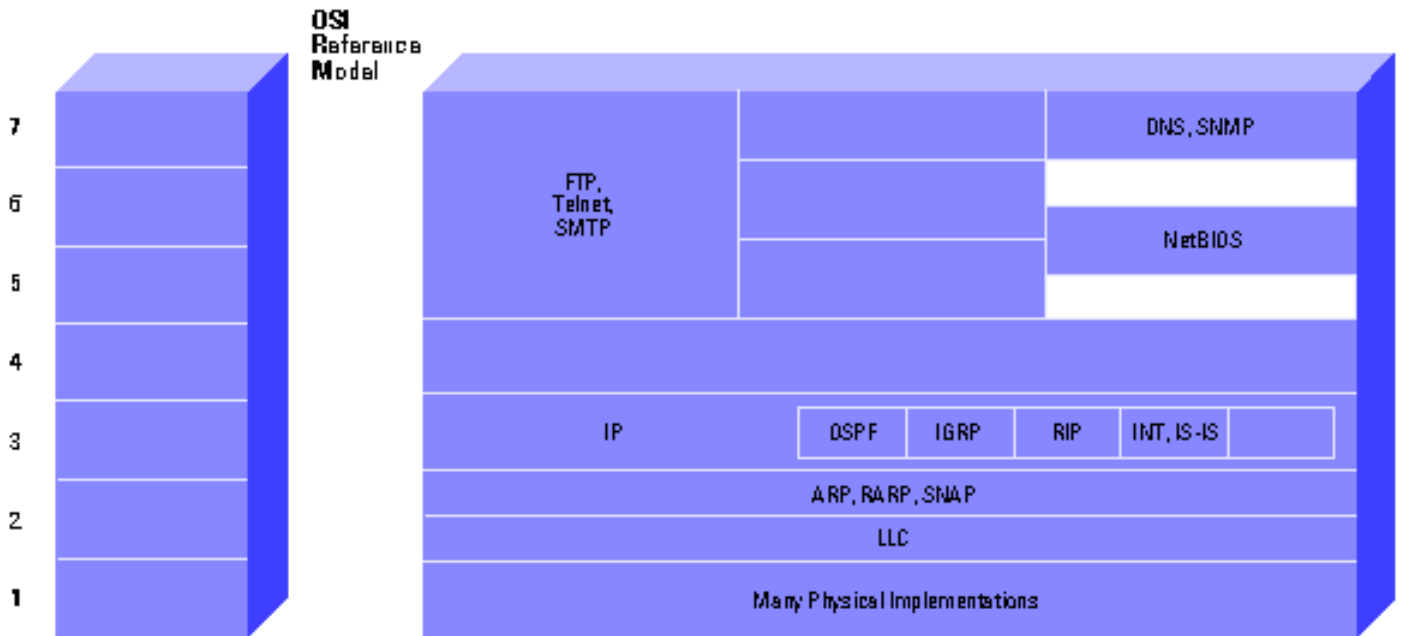 OSI
Reference
Model
7
6
5
4
3
2
1
FTP,
Telnet,
SMTP
DNS, SNMP
NetBIOS
IP
OSPF
IGRP
RIP
INT, IS-IS
ARP, RARP, SNAP
LLC
Many Physical Implementations